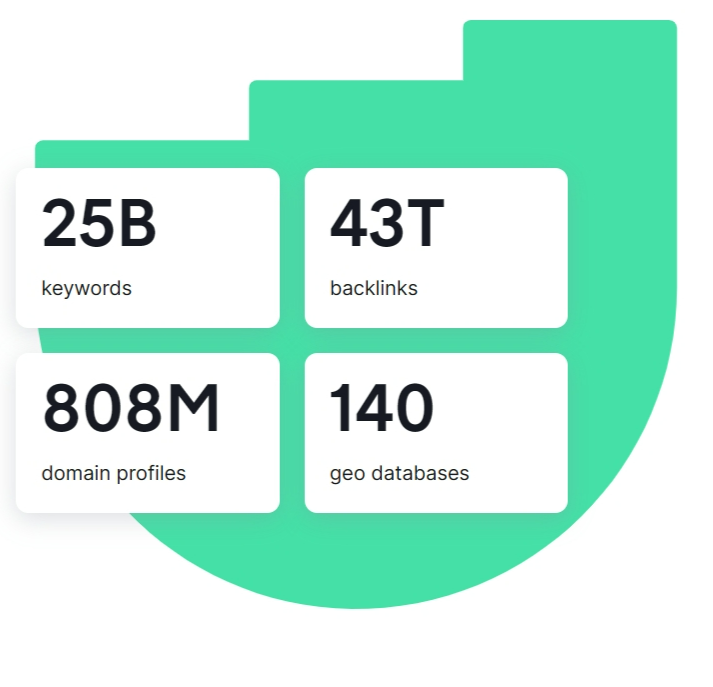 25B
keywords
43T
backlinks
808M
domain profiles
140
geo databases